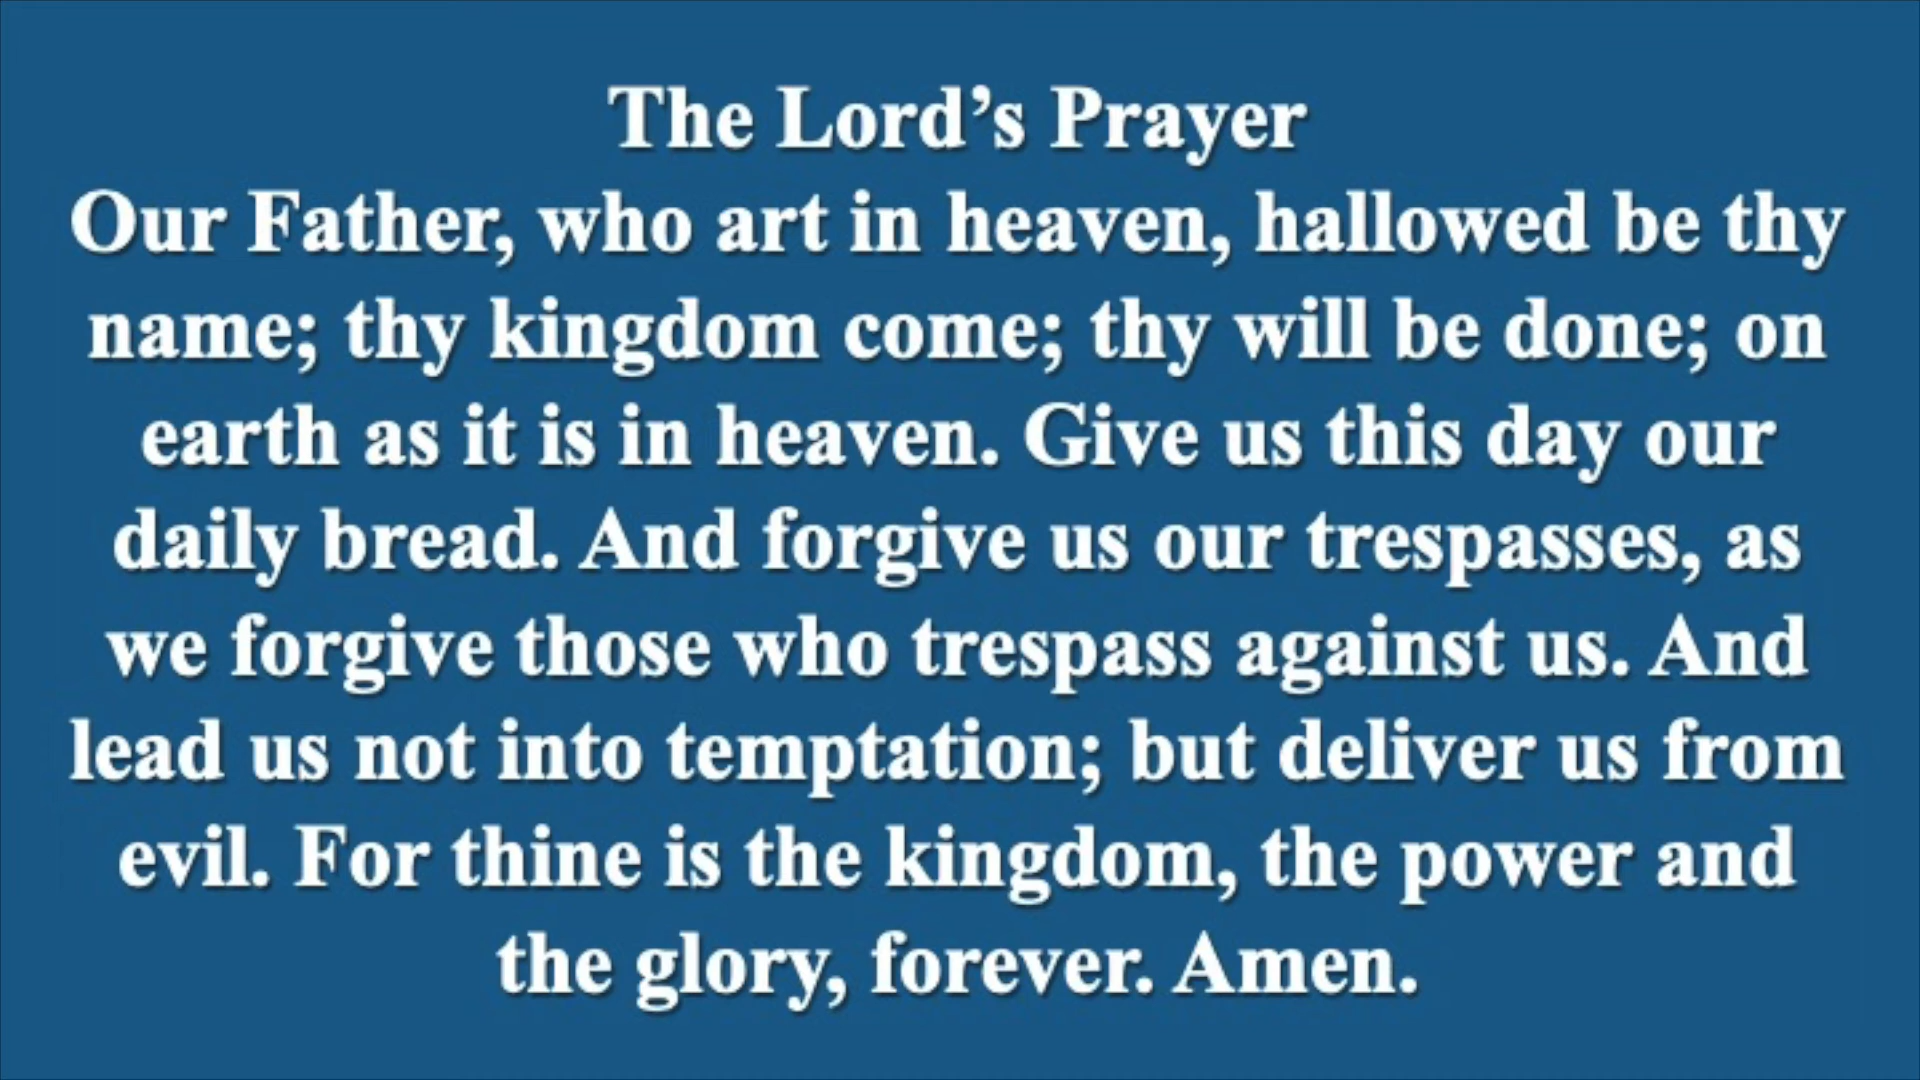 The Lord’s Prayer
Our Father, who art in heaven, hallowed be thy
name; thy kingdom come; thy will be done; on
earth as it is in heaven. Give us this day our
daily bread. And forgive us our trespasses, as
we forgive those who trespass against us. And
lead us not into temptation; but deliver us from
evil. For thine is the kingdom, the power and
the glory, forever. Amen.